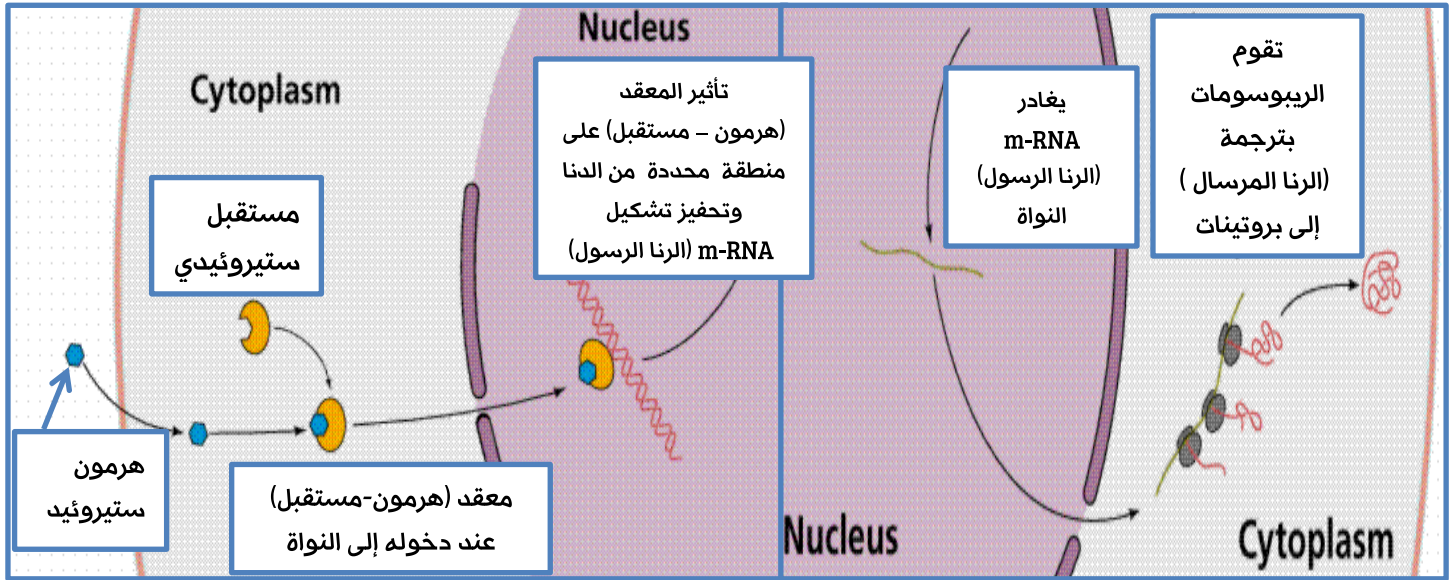 Nucleus
Cytoplasm
تأثير المعقد
(هرمون – مستقبل) على
منطقة محددة من الدنا
وتحفيز تشكيل
m-RNA (الرنا الرسول)
مستقبل
ستيروئيدي
هرمون
ستيروئيد
معقد (هرمون-مستقبل)
عند دخوله إلى النواة
يغادر
m-RNA
(الرنا الرسول)
النواة
تقوم
الريبوسومات
بترجمة
(الرنا المرسال )
إلى بروتينات
Nucleus
Cytoplasm